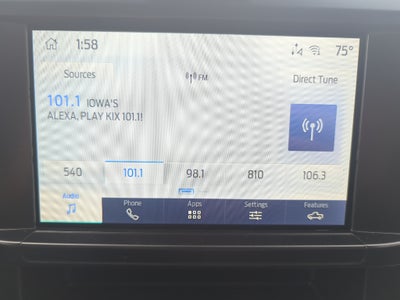 1:58
75°
Sources
FM
Direct Tune
101.1 IOWA'S
ALEXA, PLAY KIX 101.1!
540 101.1 98.1 810 106.3
Audio Phone Apps Settings Features